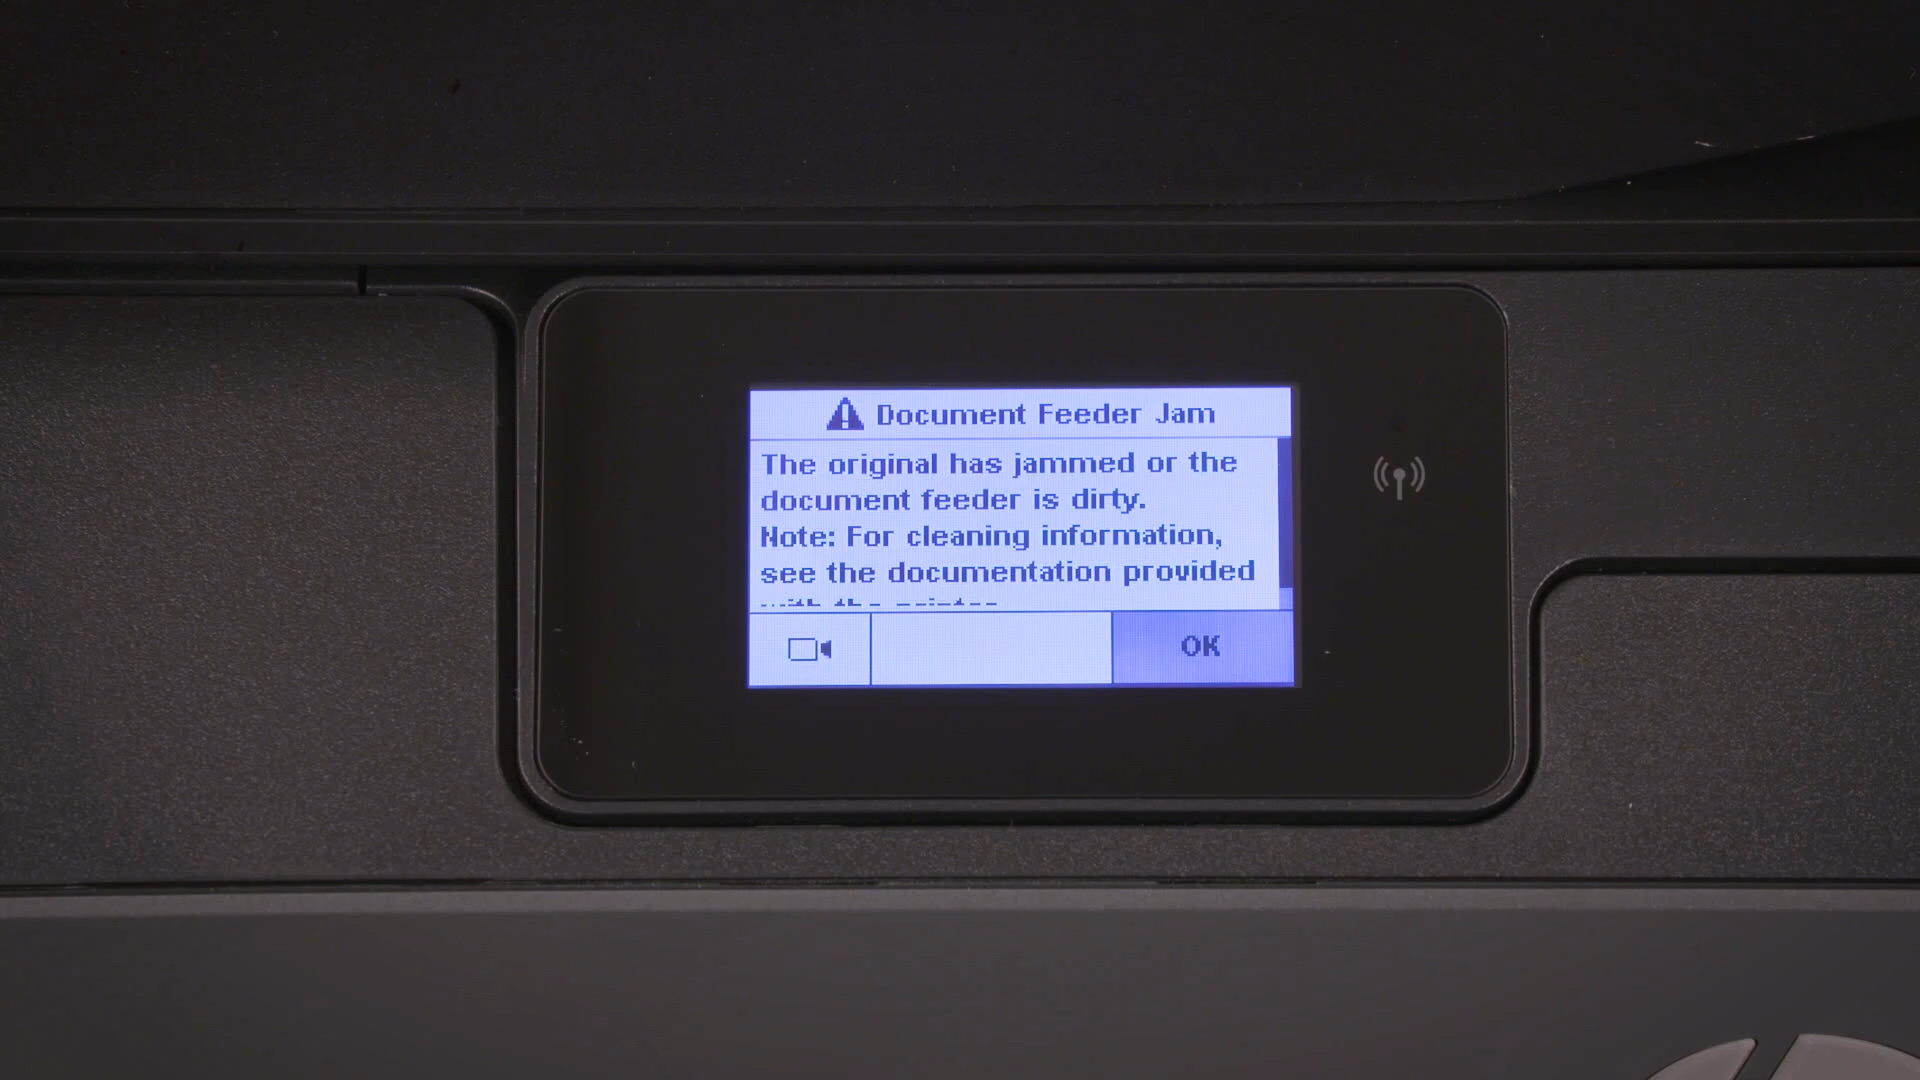 Document Feeder Jam
The original has jammed or the
document feeder is dirty.
Note: For cleaning information,
see the documentation provided
OK